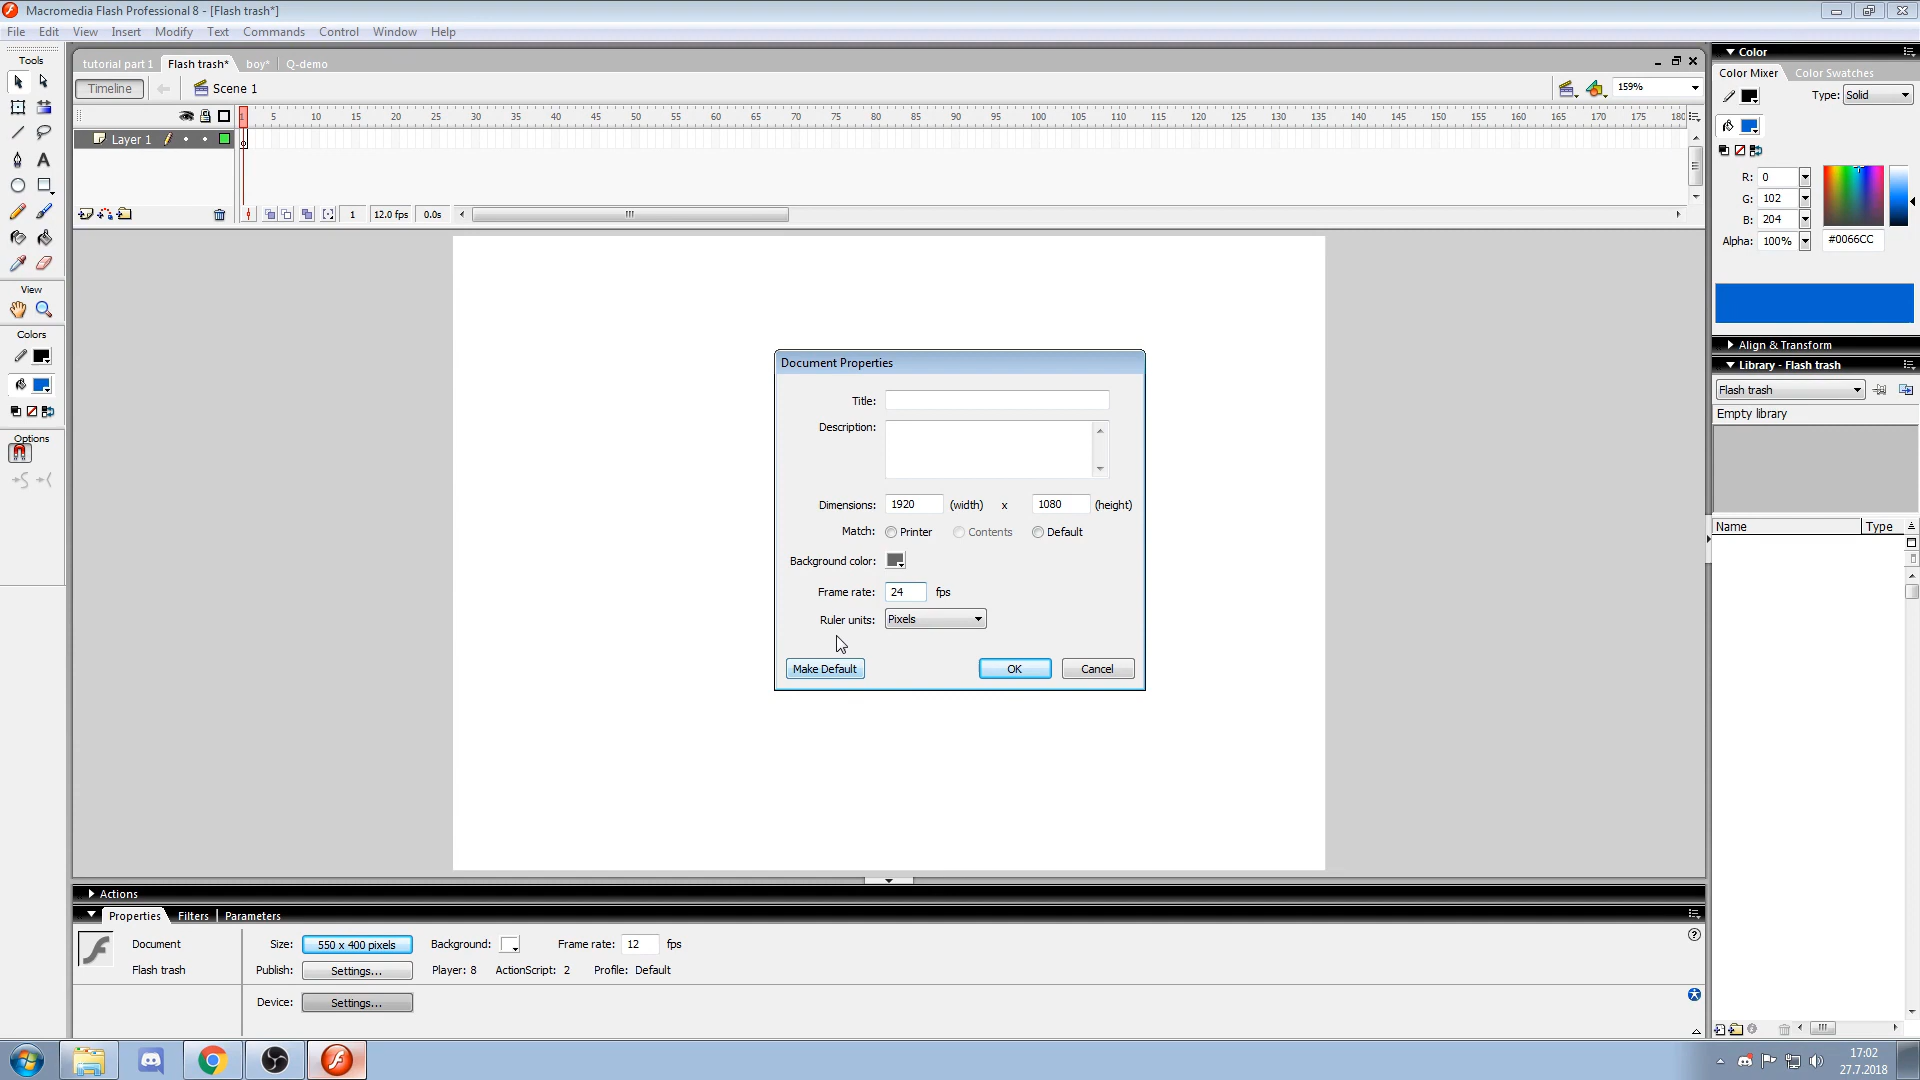 Macromedia Flash Professional 8 - [Flash trash*]
File Edit View Insert Modify Text Commands Control Window Help
Tools
tutorial part 1 Flash trash* boy* Q-demo
Timeline Scene 1 159%
1 5 10 15 20 25 30 35 40 45 50 55 60 65 70 75 80 85 90 95 100 105 110 115 120 125 130 135 140 145 150 155 160 165 170 175 180
Layer 1
1 12.0 fps 0.0s
View
Colors
Options
Color
Color Mixer Color Swatches
Type: Solid
R: 0
G: 102
B: 204
Alpha: 100% #0066CC
Align & Transform
Library - Flash trash
Flash trash
Empty library
Name Type
Document Properties
Title:
Description:
Dimensions: 1920 (width) x 1080 (height)
Match: Printer Contents Default
Background color:
Frame rate: 24 fps
Ruler units: Pixels
Make Default OK Cancel
Actions
Properties Filters Parameters
Document Size: 550 x 400 pixels Background: Frame rate: 12 fps
Flash trash Publish: Settings... Player: 8 ActionScript: 2 Profile: Default
Device: Settings...
17:02
27.7.2018